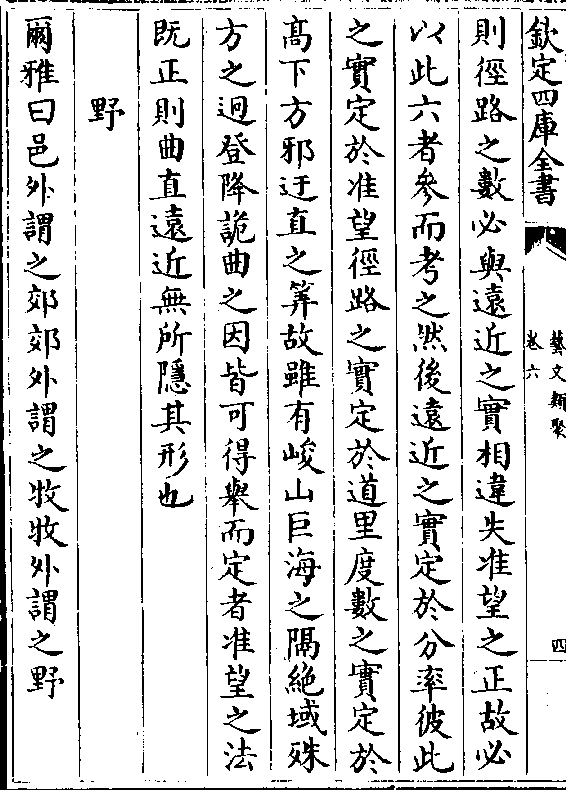 欽定四庫全書
藝文類聚
卷六
四
則徑路之數必與遠近之實相違失准望之正故必
以此六者參而考之然後遠近之實定於分率彼此
之實定於准望徑路之實定於道里度數之實定於
髙下方邪迂直之筭故雖有峻山巨海之隔絶域殊
方之迥登降詭曲之因皆可得舉而定者准望之法
既正則曲直遠近無所隱其形也
野
爾雅曰邑外謂之郊郊外謂之牧牧外謂之野